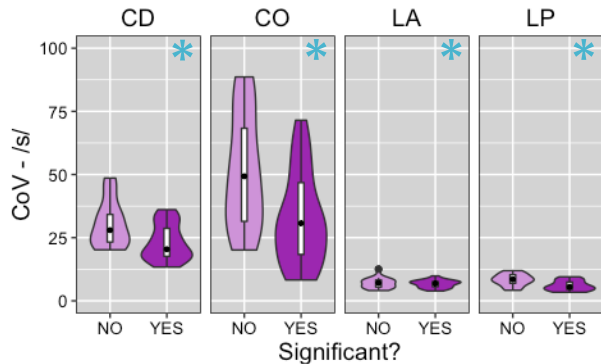 CD CO LA LP
* * * *
100
75
50
25
0
CoV - /s/
NO YES NO YES NO YES NO YES
Significant?